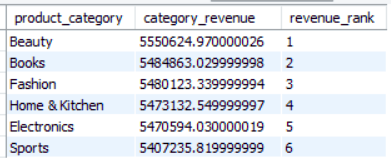 product_category category_revenue revenue_rank
Beauty 5550624.970000026 1
Books 5484863.029999998 2
Fashion 5480123.339999994 3
Home & Kitchen 5473132.549999997 4
Electronics 5470594.030000019 5
Sports 5407235.819999999 6